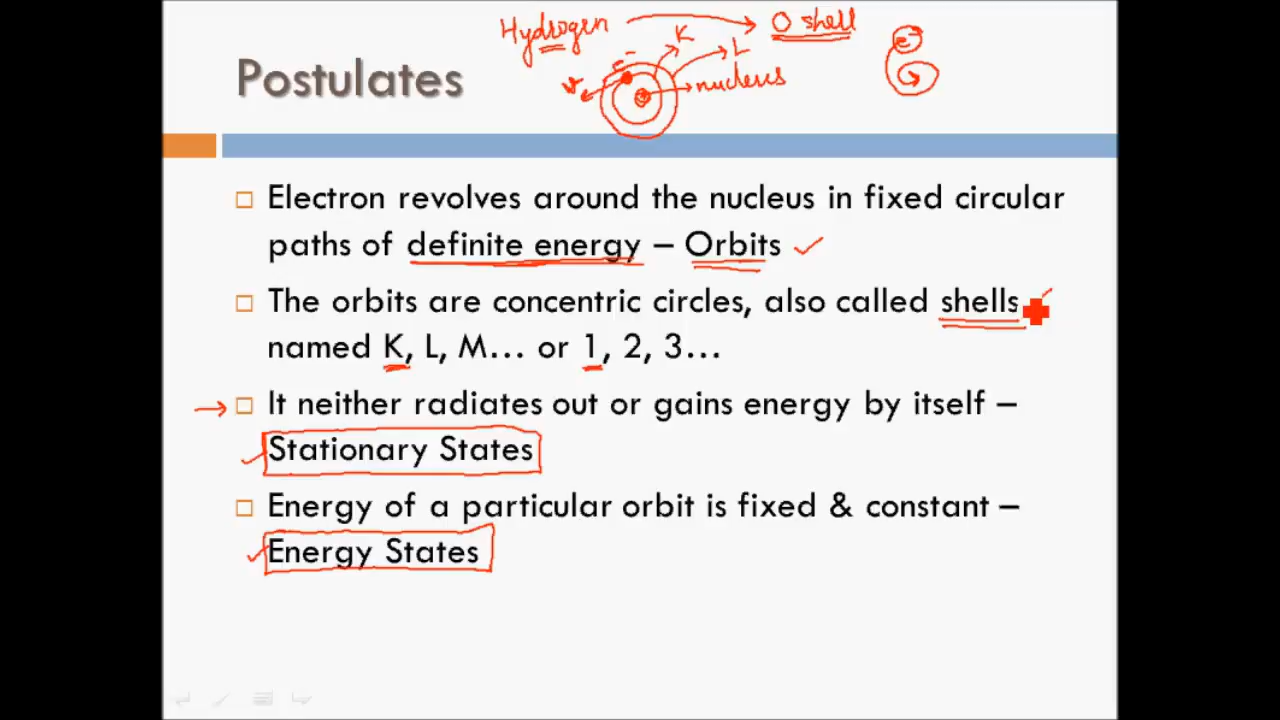 Hydrogen O shell
K
L
e-
nucleus
e-
Postulates
Electron revolves around the nucleus in fixed circular
paths of definite energy – Orbits
The orbits are concentric circles, also called shells
named K, L, M... or 1, 2, 3...
It neither radiates out or gains energy by itself –
Stationary States
Energy of a particular orbit is fixed & constant –
Energy States